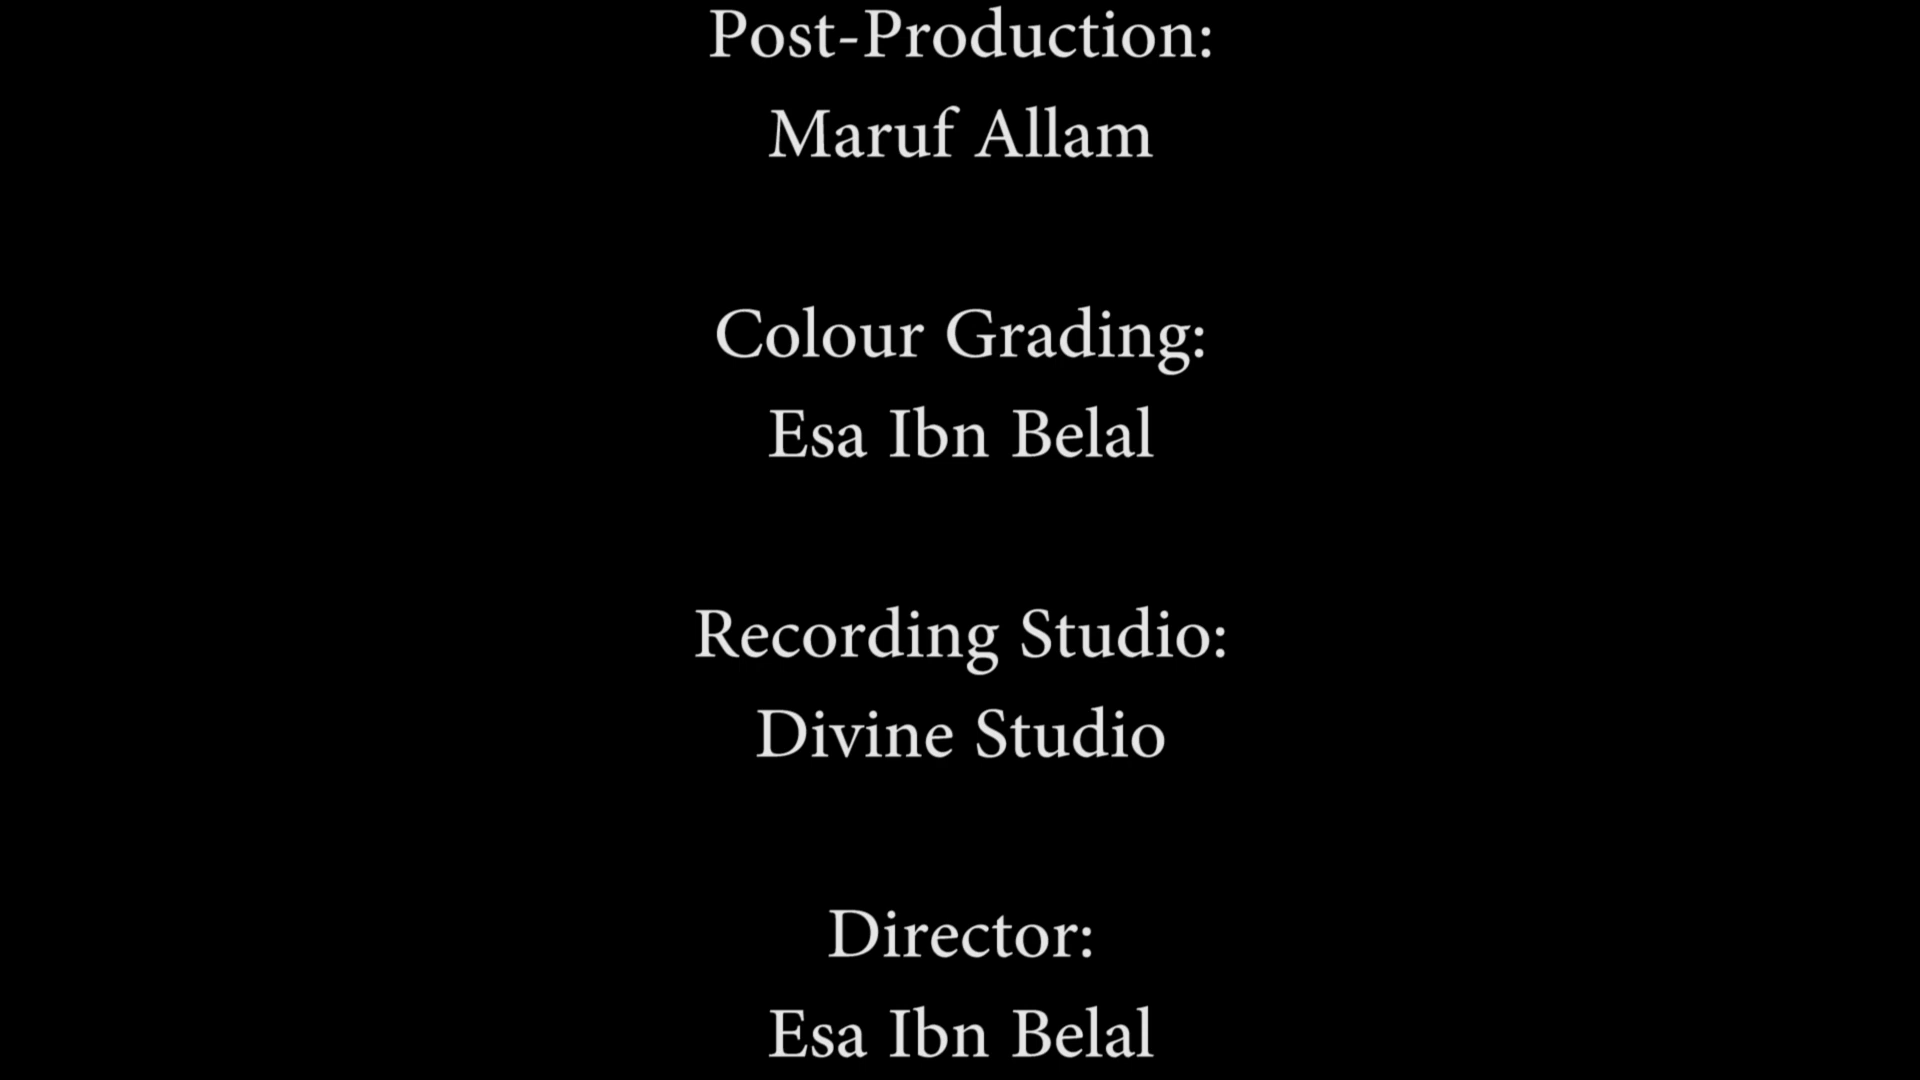 Post-Production:
Maruf Allam
Colour Grading:
Esa Ibn Belal
Recording Studio:
Divine Studio
Director:
Esa Ibn Belal